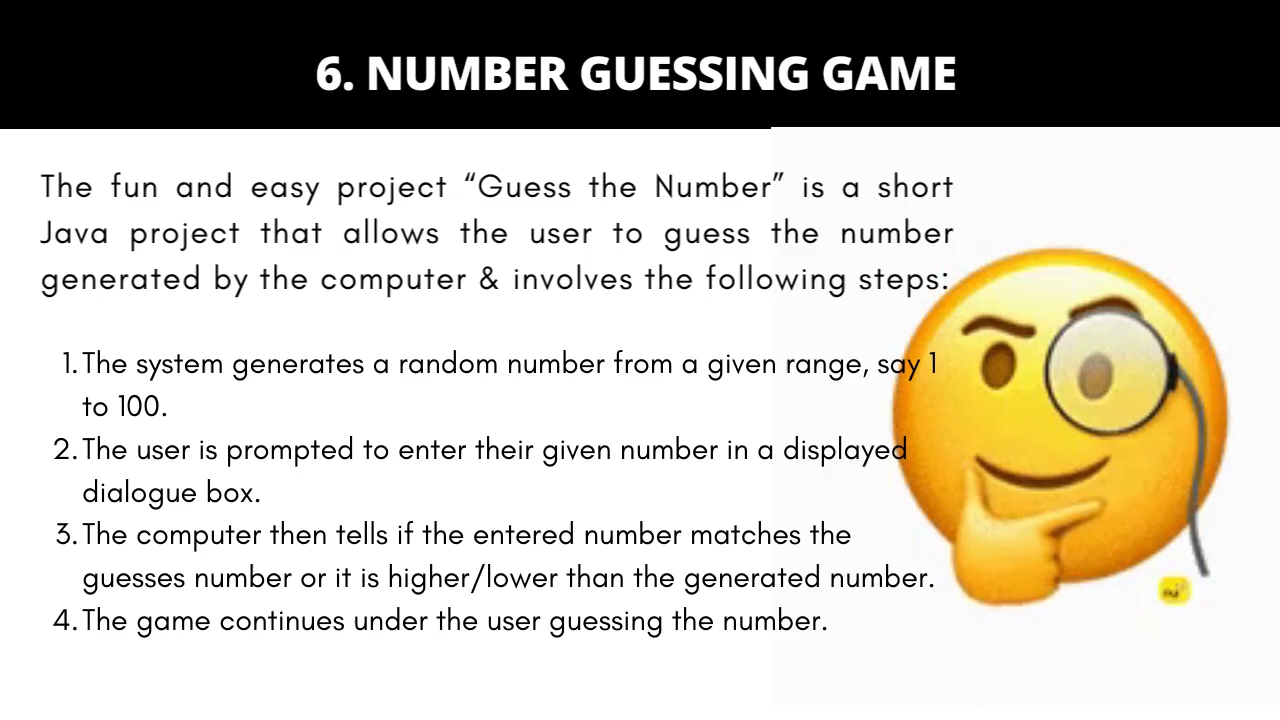 6. NUMBER GUESSING GAME
The fun and easy project “Guess the Number” is a short
Java project that allows the user to guess the number
generated by the computer & involves the following steps:
1. The system generates a random number from a given range, say 1
to 100.
2. The user is prompted to enter their given number in a displayed
dialogue box.
3. The computer then tells if the entered number matches the
guesses number or it is higher/lower than the generated number.
4. The game continues under the user guessing the number.